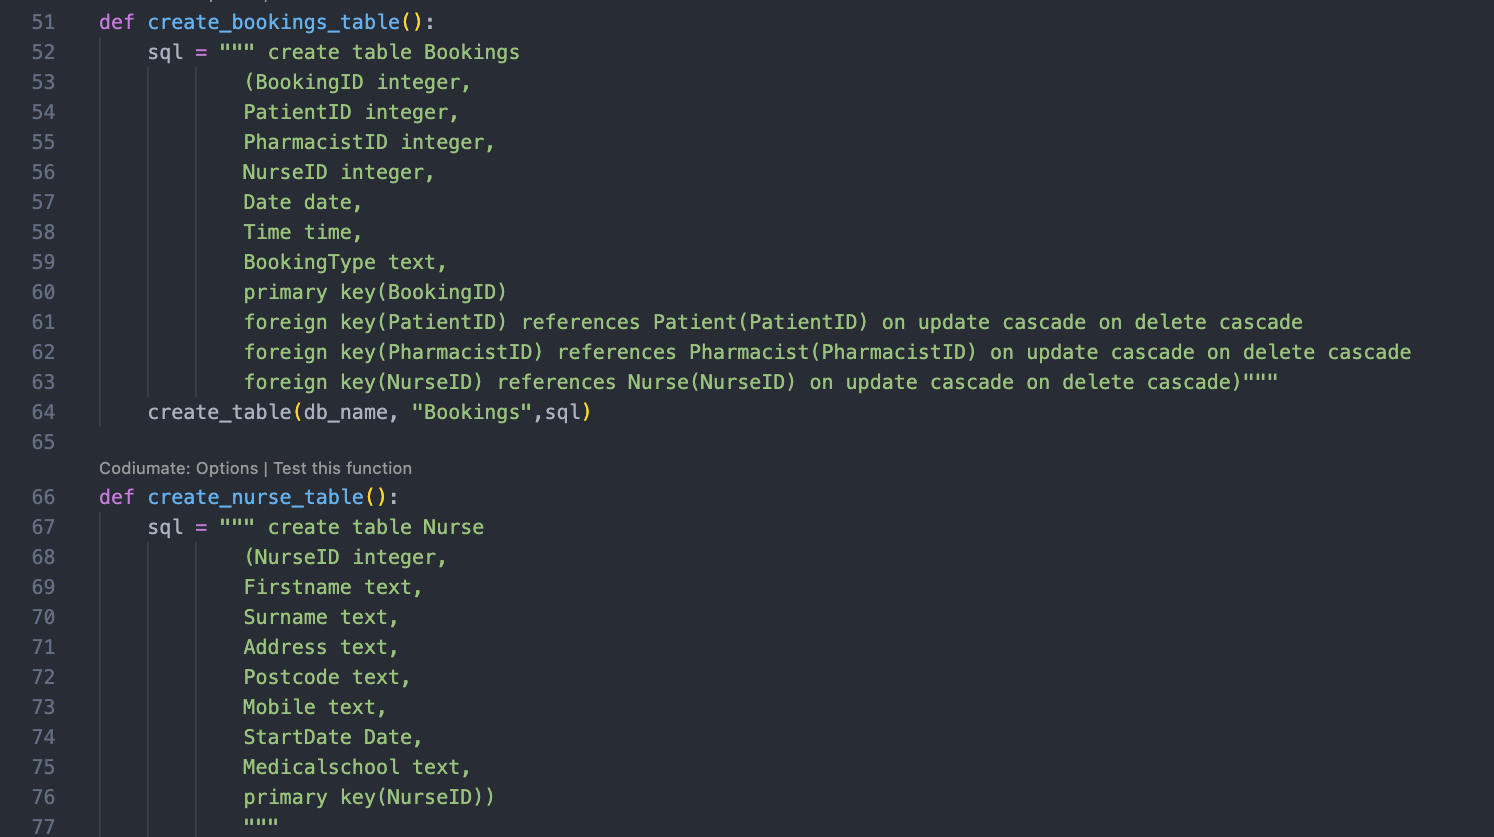 51 def create_bookings_table():
52 sql = """ create table Bookings
53 (BookingID integer,
54 PatientID integer,
55 PharmacistID integer,
56 NurseID integer,
57 Date date,
58 Time time,
59 BookingType text,
60 primary key(BookingID)
61 foreign key(PatientID) references Patient(PatientID) on update cascade on delete cascade
62 foreign key(PharmacistID) references Pharmacist(PharmacistID) on update cascade on delete cascade
63 foreign key(NurseID) references Nurse(NurseID) on update cascade on delete cascade)"""
64 create_table(db_name, "Bookings",sql)
65
Codiumate: Options | Test this function
66 def create_nurse_table():
67 sql = """ create table Nurse
68 (NurseID integer,
69 Firstname text,
70 Surname text,
71 Address text,
72 Postcode text,
73 Mobile text,
74 StartDate Date,
75 Medicalschool text,
76 primary key(NurseID))
77 """